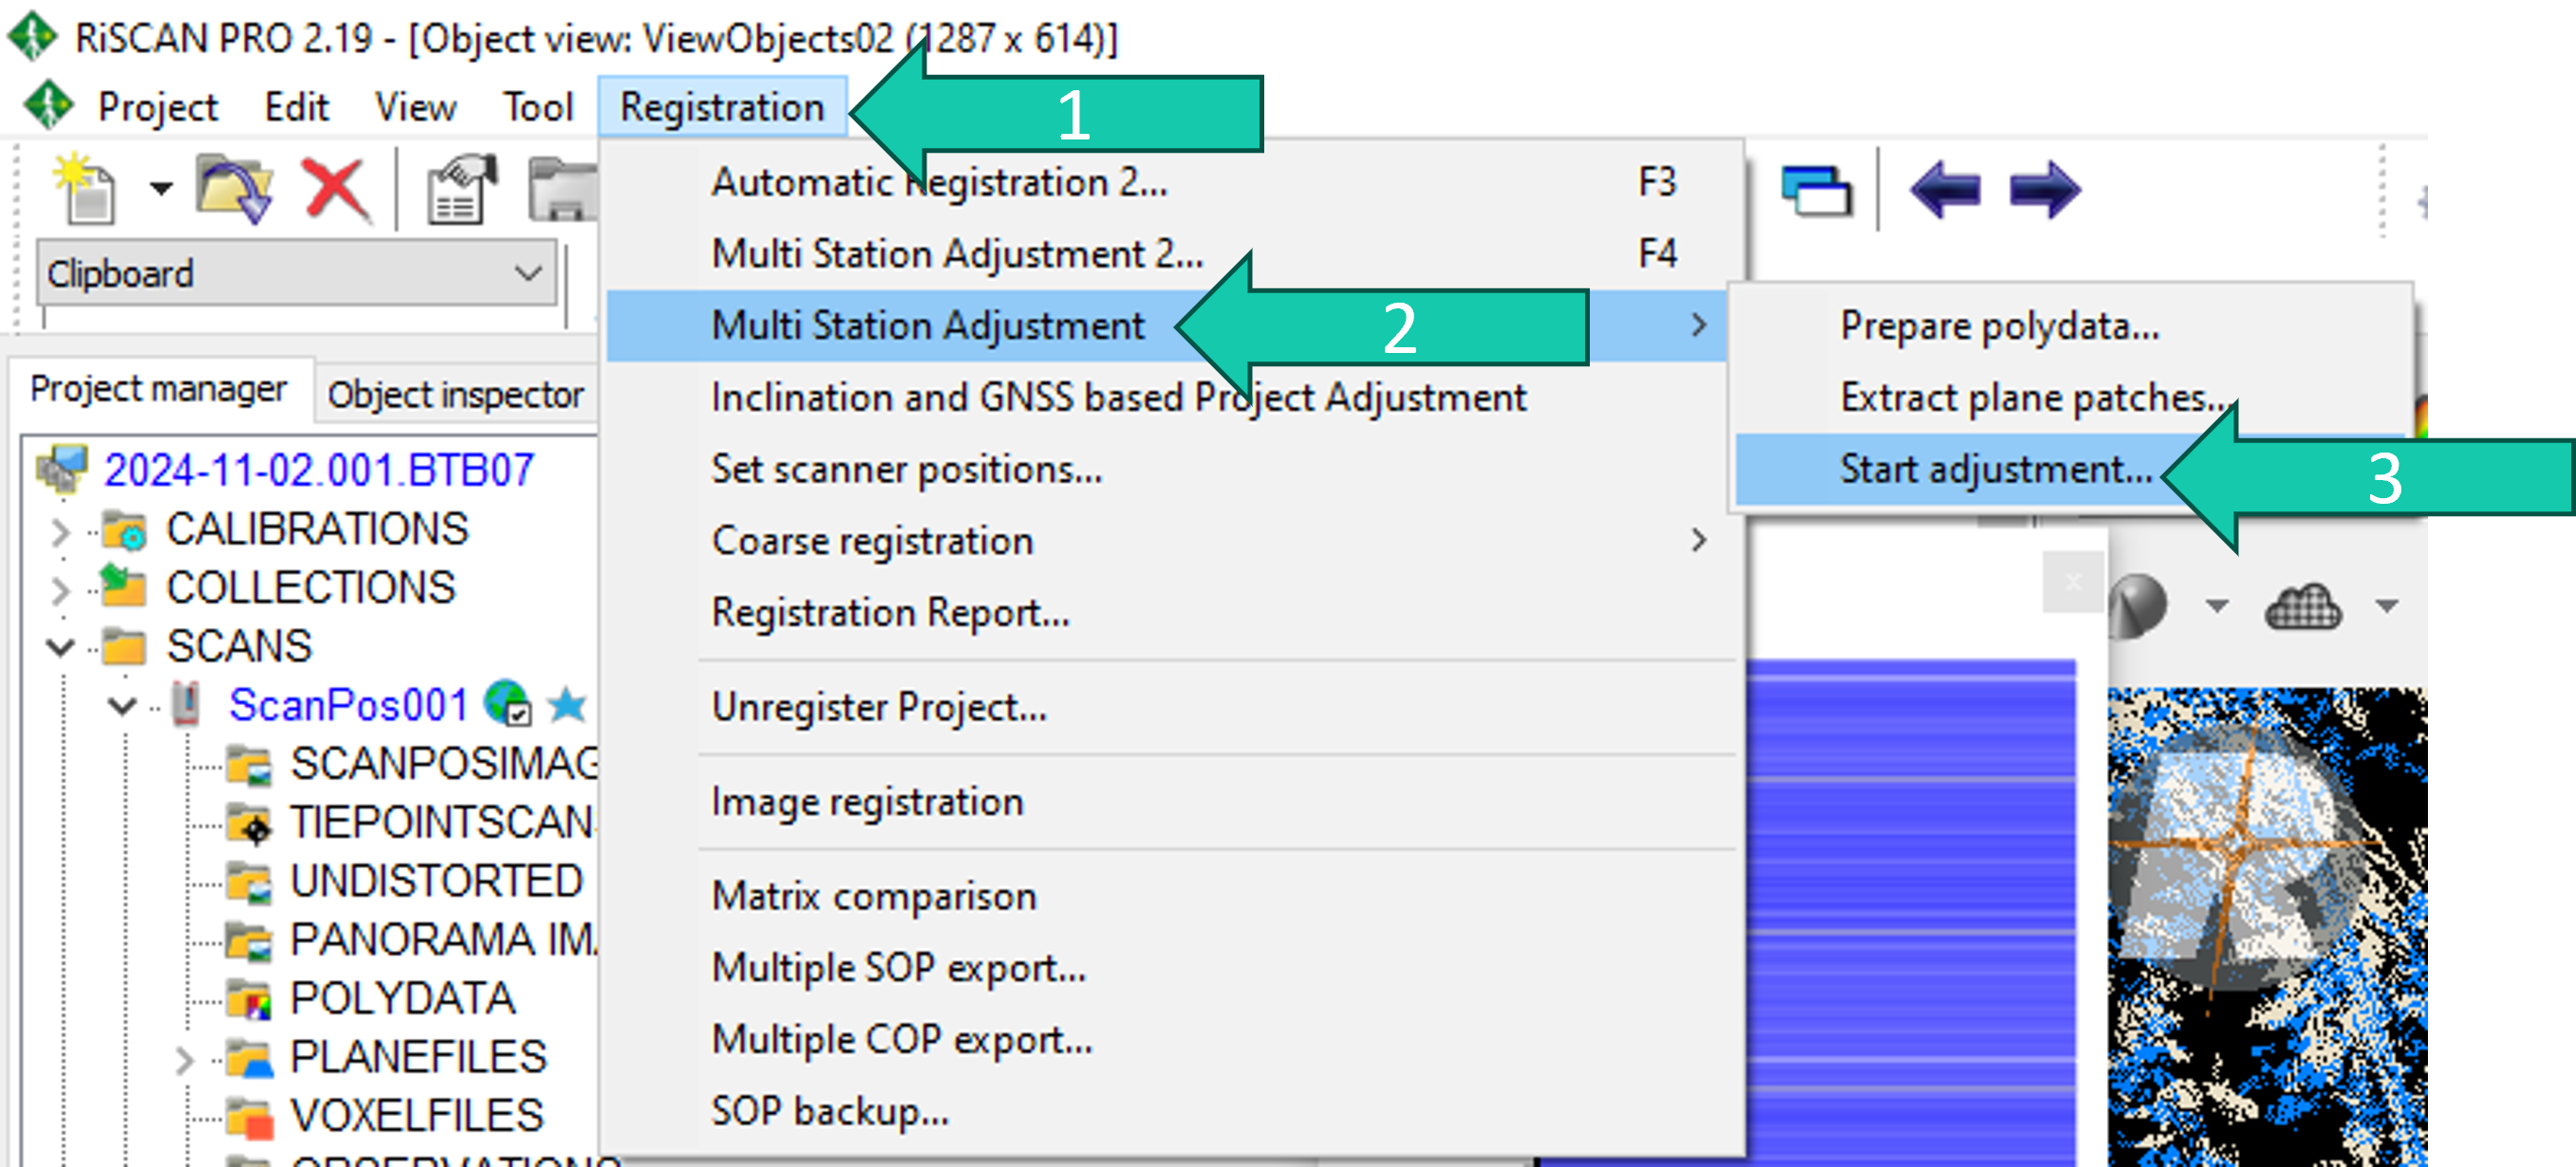 RiSCAN PRO 2.19 - [Object view: ViewObjects02 (1287 x 614)]
Project Edit View Tool Registration
1
Automatic Registration 2... F3
Multi Station Adjustment 2... F4
Clipboard
Multi Station Adjustment
2
Prepare polydata...
Extract plane patches...
Start adjustment...
3
Inclination and GNSS based Project Adjustment
Set scanner positions...
Coarse registration
Registration Report...
Unregister Project...
Image registration
Matrix comparison
Multiple SOP export...
Multiple COP export...
SOP backup...
Project manager Object inspector
2024-11-02.001.BTB07
CALIBRATIONS
COLLECTIONS
SCANS
ScanPos001
SCANPOSIMAG
TIEPOINTSCAN
UNDISTORTED
PANORAMA IM
POLYDATA
PLANEFILES
VOXELFILES
OBSERVATIONS